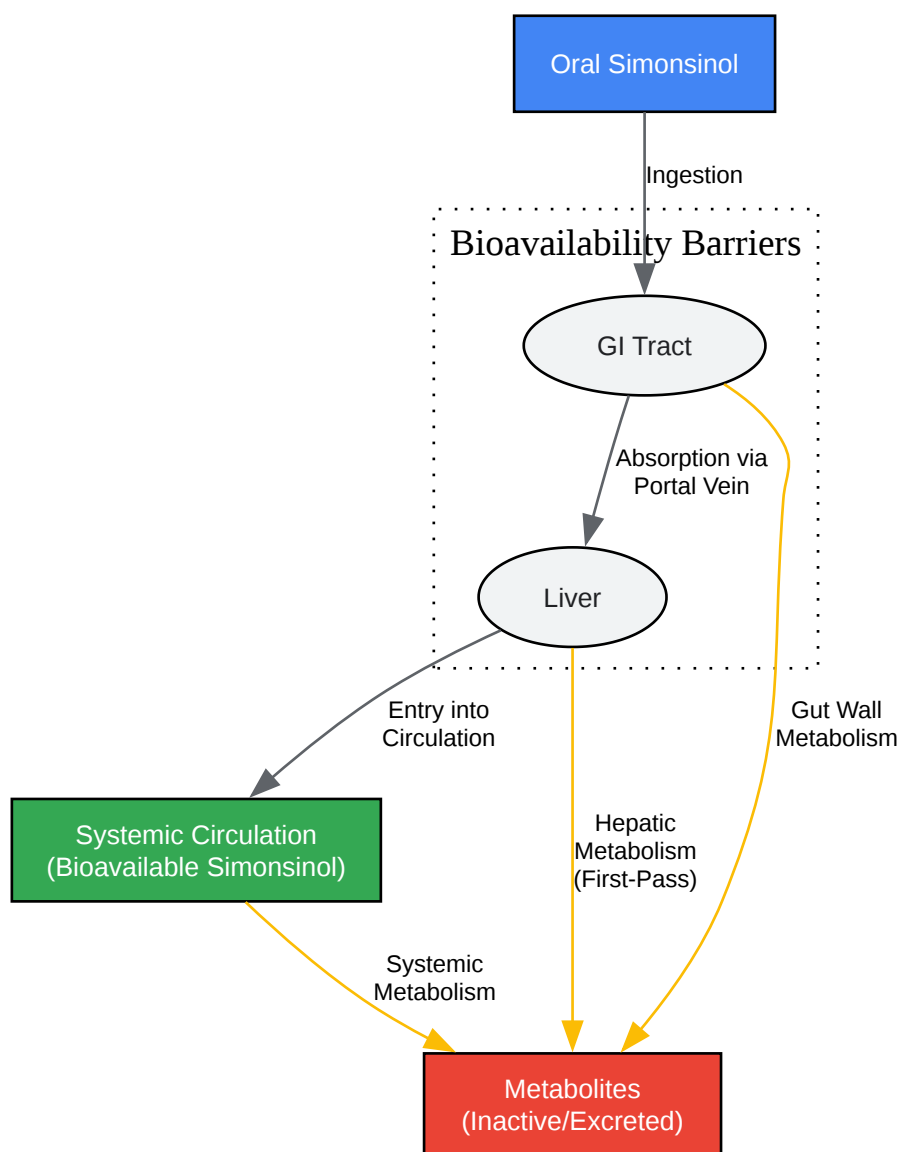 Oral Simonsinol
Ingestion
Bioavailability Barriers
GI Tract
Absorption via
Portal Vein
Liver
Entry into
Circulation
Gut Wall
Metabolism
Systemic Circulation
(Bioavailable Simonsinol)
Hepatic
Metabolism
(First-Pass)
Systemic
Metabolism
Metabolites
(Inactive/Excreted)